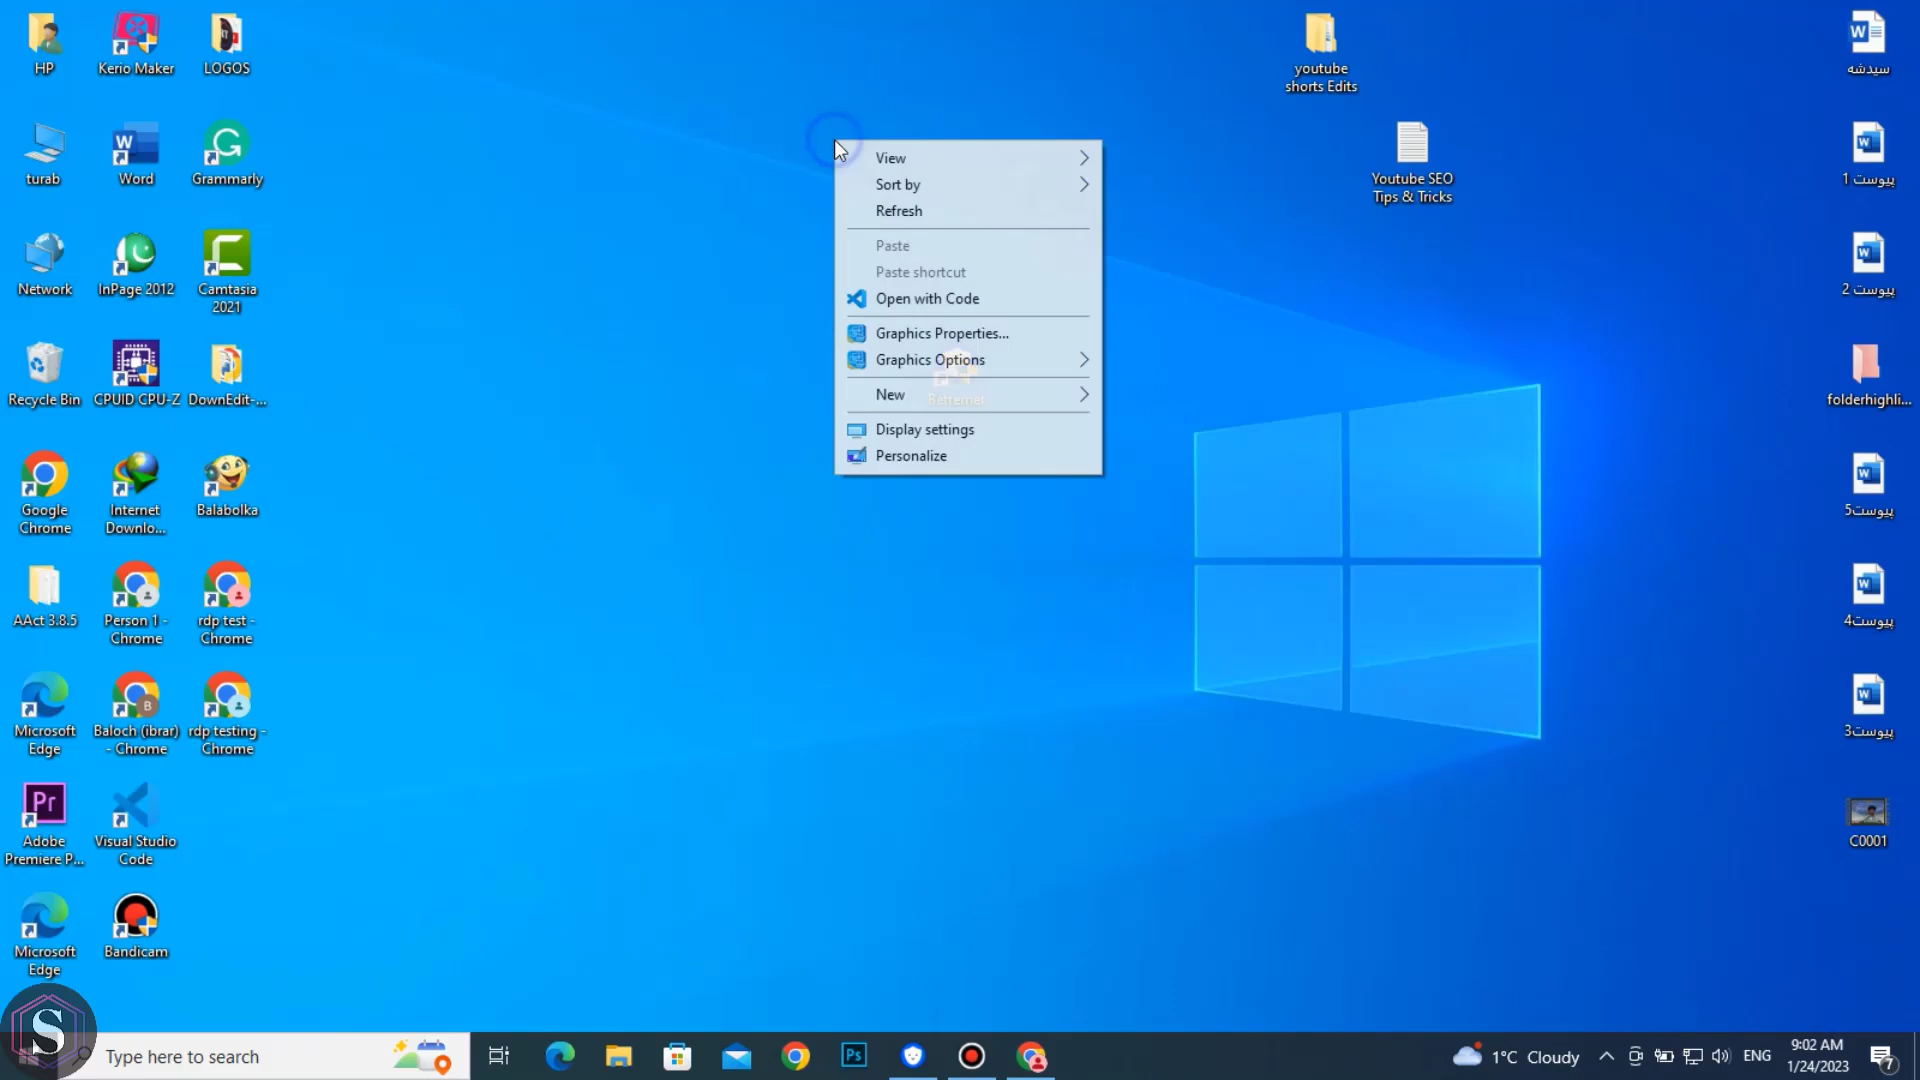 HP
Kerio Maker
LOGOS
turab
Word
Grammarly
Network
InPage 2012
Camtasia
2021
Recycle Bin
CPUID CPU-Z
DownEdit-...
Google
Chrome
Internet
Downlo...
Balabolka
AAct 3.8.5
Person 1 -
Chrome
rdp test -
Chrome
Microsoft
Edge
Baloch (ibrar)
- Chrome
rdp testing -
Chrome
Adobe
Premiere P...
Visual Studio
Code
Microsoft
Edge
Bandicam
View
Sort by
Refresh
Paste
Paste shortcut
Open with Code
Graphics Properties...
Graphics Options
New
Betternet
Display settings
Personalize
youtube
shorts Edits
Youtube SEO
Tips & Tricks
سیدشه
پیوست 1
پیوست 2
folderhighli...
پیوست5
پیوست4
پیوست3
C0001
S
Type here to search
Ps
1°C Cloudy
ENG
9:02 AM
1/24/2023
7